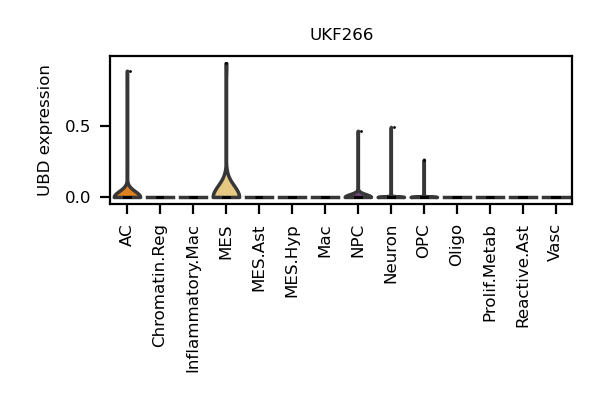 UKF266
UBD expression
0.5
0.0
AC
Chromatin.Reg
Inflammatory.Mac
MES
MES.Ast
MES.Hyp
Mac
NPC
Neuron
OPC
Oligo
Prolif.Metab
Reactive.Ast
Vasc